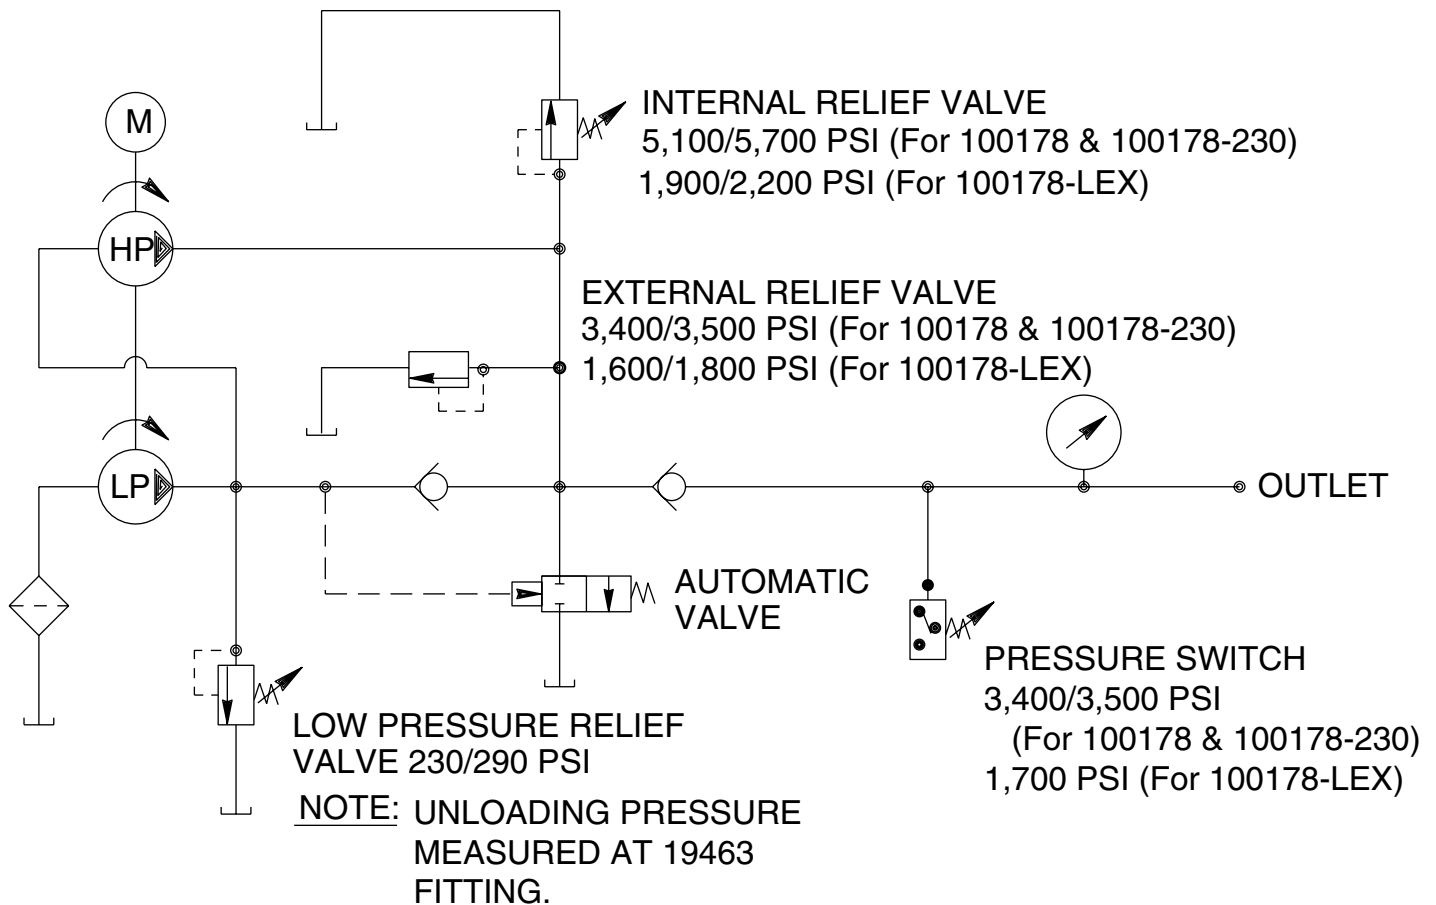 M
INTERNAL RELIEF VALVE
5,100/5,700 PSI (For 100178 & 100178-230)
1,900/2,200 PSI (For 100178-LEX)
HP
EXTERNAL RELIEF VALVE
3,400/3,500 PSI (For 100178 & 100178-230)
1,600/1,800 PSI (For 100178-LEX)
LP
OUTLET
AUTOMATIC
VALVE
PRESSURE SWITCH
3,400/3,500 PSI
(For 100178 & 100178-230)
1,700 PSI (For 100178-LEX)
LOW PRESSURE RELIEF
VALVE 230/290 PSI
NOTE: UNLOADING PRESSURE
MEASURED AT 19463
FITTING.